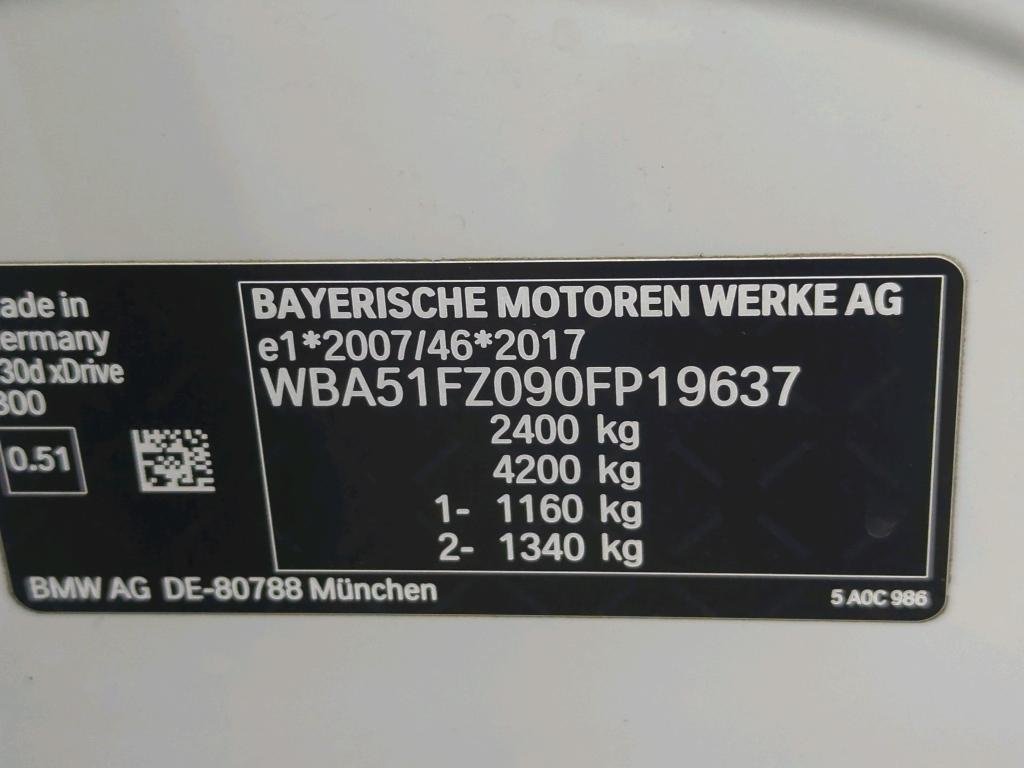 ade in
ermany
30d xDrive
800
0.51
BAYERISCHE MOTOREN WERKE AG
e1*2007/46*2017
WBA51FZ090FP19637
2400 kg
4200 kg
1- 1160 kg
2- 1340 kg
BMW AG DE-80788 München
5 A0C 986